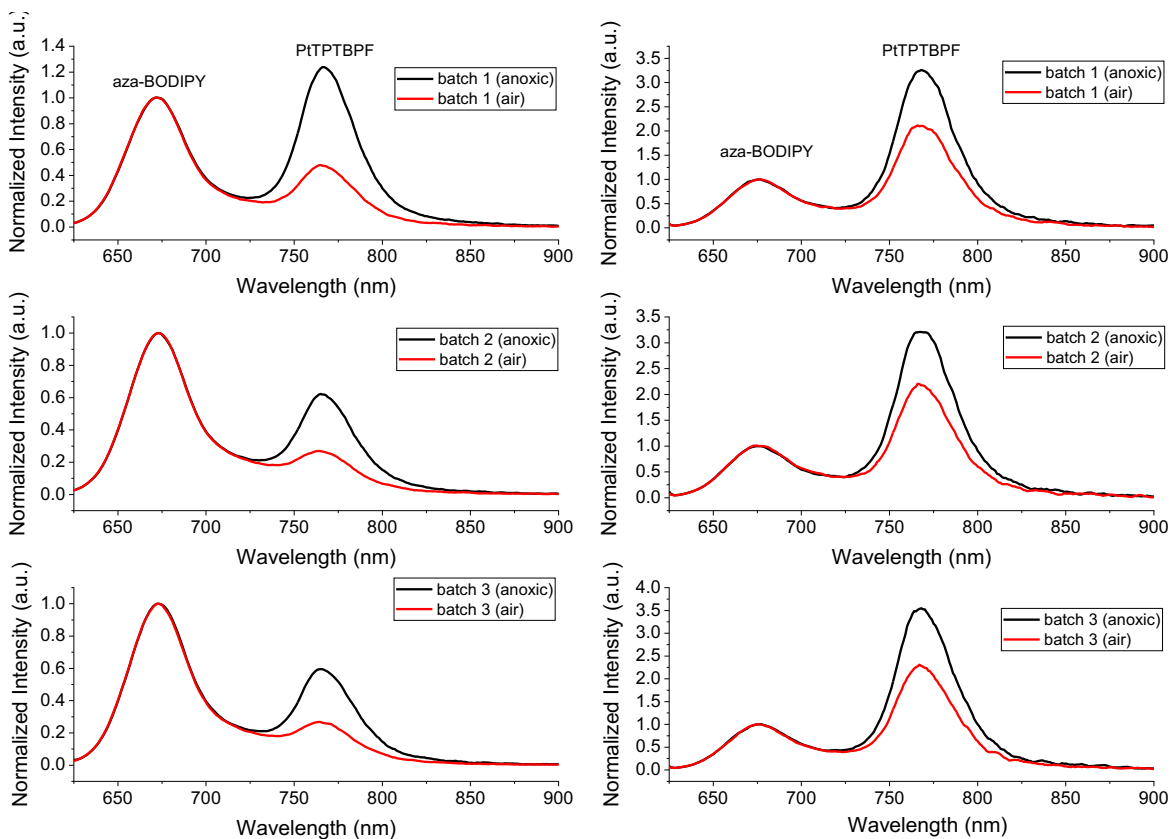 Normalized Intensity (a.u.)
1.4
1.2
1.0
0.8
0.6
0.4
0.2
0.0
aza-BODIPY
PtTPTBPF
batch 1 (anoxic)
batch 1 (air)
650 700 750 800 850 900
Wavelength (nm)
Normalized Intensity (a.u.)
3.5
3.0
2.5
2.0
1.5
1.0
0.5
0.0
aza-BODIPY
PtTPTBPF
batch 1 (anoxic)
batch 1 (air)
650 700 750 800 850 900
Wavelength (nm)
Normalized Intensity (a.u.)
1.0
0.8
0.6
0.4
0.2
0.0
batch 2 (anoxic)
batch 2 (air)
650 700 750 800 850 900
Wavelength (nm)
Normalized Intensity (a.u.)
3.5
3.0
2.5
2.0
1.5
1.0
0.5
0.0
batch 2 (anoxic)
batch 2 (air)
650 700 750 800 850 900
Wavelength (nm)
Normalized Intensity (a.u.)
1.0
0.8
0.6
0.4
0.2
0.0
batch 3 (anoxic)
batch 3 (air)
650 700 750 800 850 900
Wavelength (nm)
Normalized Intensity (a.u.)
4.0
3.5
3.0
2.5
2.0
1.5
1.0
0.5
0.0
batch 3 (anoxic)
batch 3 (air)
650 700 750 800 850 900
Wavelength (nm)